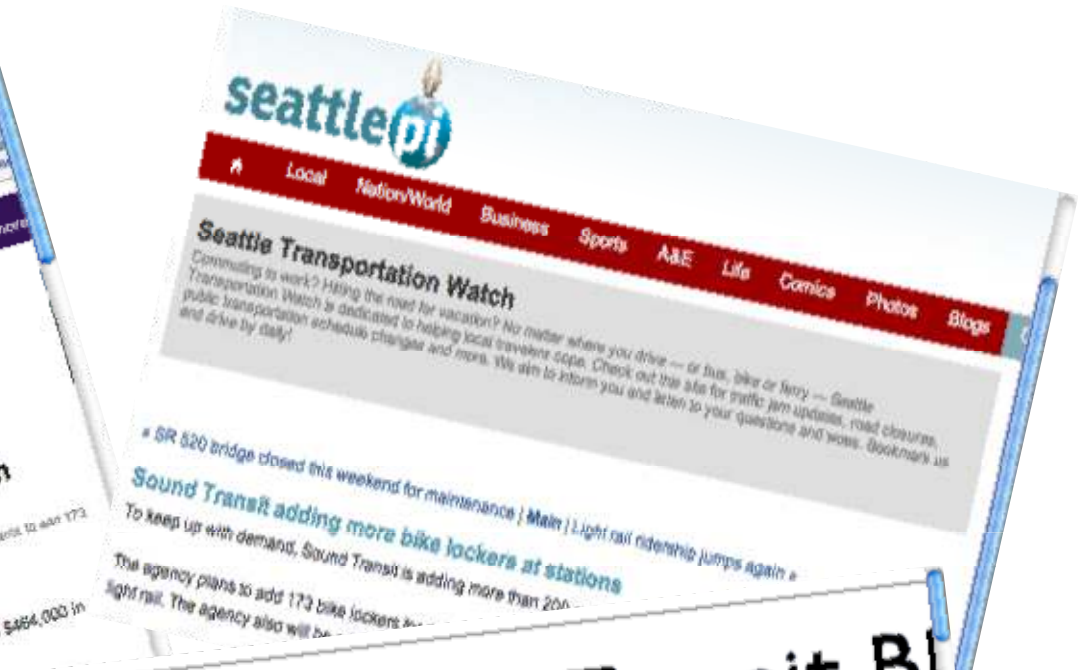 seattlepi
Local Nation/World Business Sports A&E Life Comics Photos Blogs
Seattle Transportation Watch
Commuting to work? Hitting the road for vacation? No matter where you drive — or bus, bike or ferry — Seattle
Transportation Watch is dedicated to helping local travelers cope. Check out this site for traffic jam updates, road closures,
public transportation schedule changes and more. We aim to inform you and listen to your questions and woes. Bookmark us
and drive by daily!
« SR 520 bridge closed this weekend for maintenance | Main | Light rail ridership jumps again »
Sound Transit adding more bike lockers at stations
To keep up with demand, Sound Transit is adding more than 200
The agency plans to add 173 bike lockers
light rail. The agency also will be
more
to add 173
$464,000 in